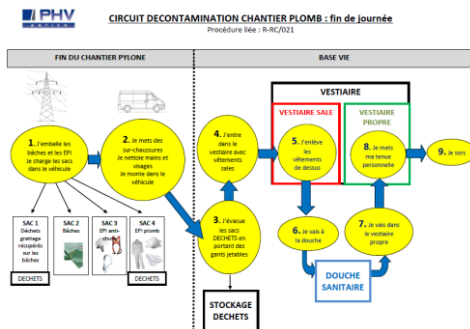 PHV
CIRCUIT DECONTAMINATION CHANTIER PLOMB : fin de journée
Procédure liée : R-RC/021
FIN DU CHANTIER PYLONE
BASE VIE
1. J'emballe les
bâches et les EPI
Je charge les sacs
dans le véhicule
2. Je mets des
sur-chaussures
Je nettoie mains et
visages
Je monte dans le
véhicule
SAC 1
Déchets
grattage
récupérés
sur les
bâches
DECHETS
SAC 2
Bâches
SAC 3
EPI anti-
SAC 4
EPI plomb
DECHETS
3. J'évacue
les sacs
DECHETS en
portant des
gants jetables
STOCKAGE
DECHETS
4. J'entre
dans le
vestiaire avec
vêtements
sales
VESTIAIRE
VESTIAIRE SALE
5. J'enlève
les
vêtements
de dessus
6. Je vais à
la douche
DOUCHE
SANITAIRE
7. Je vais dans
le vestiaire
propre
VESTIAIRE
PROPRE
8. Je mets
ma tenue
personnelle
9. Je sors